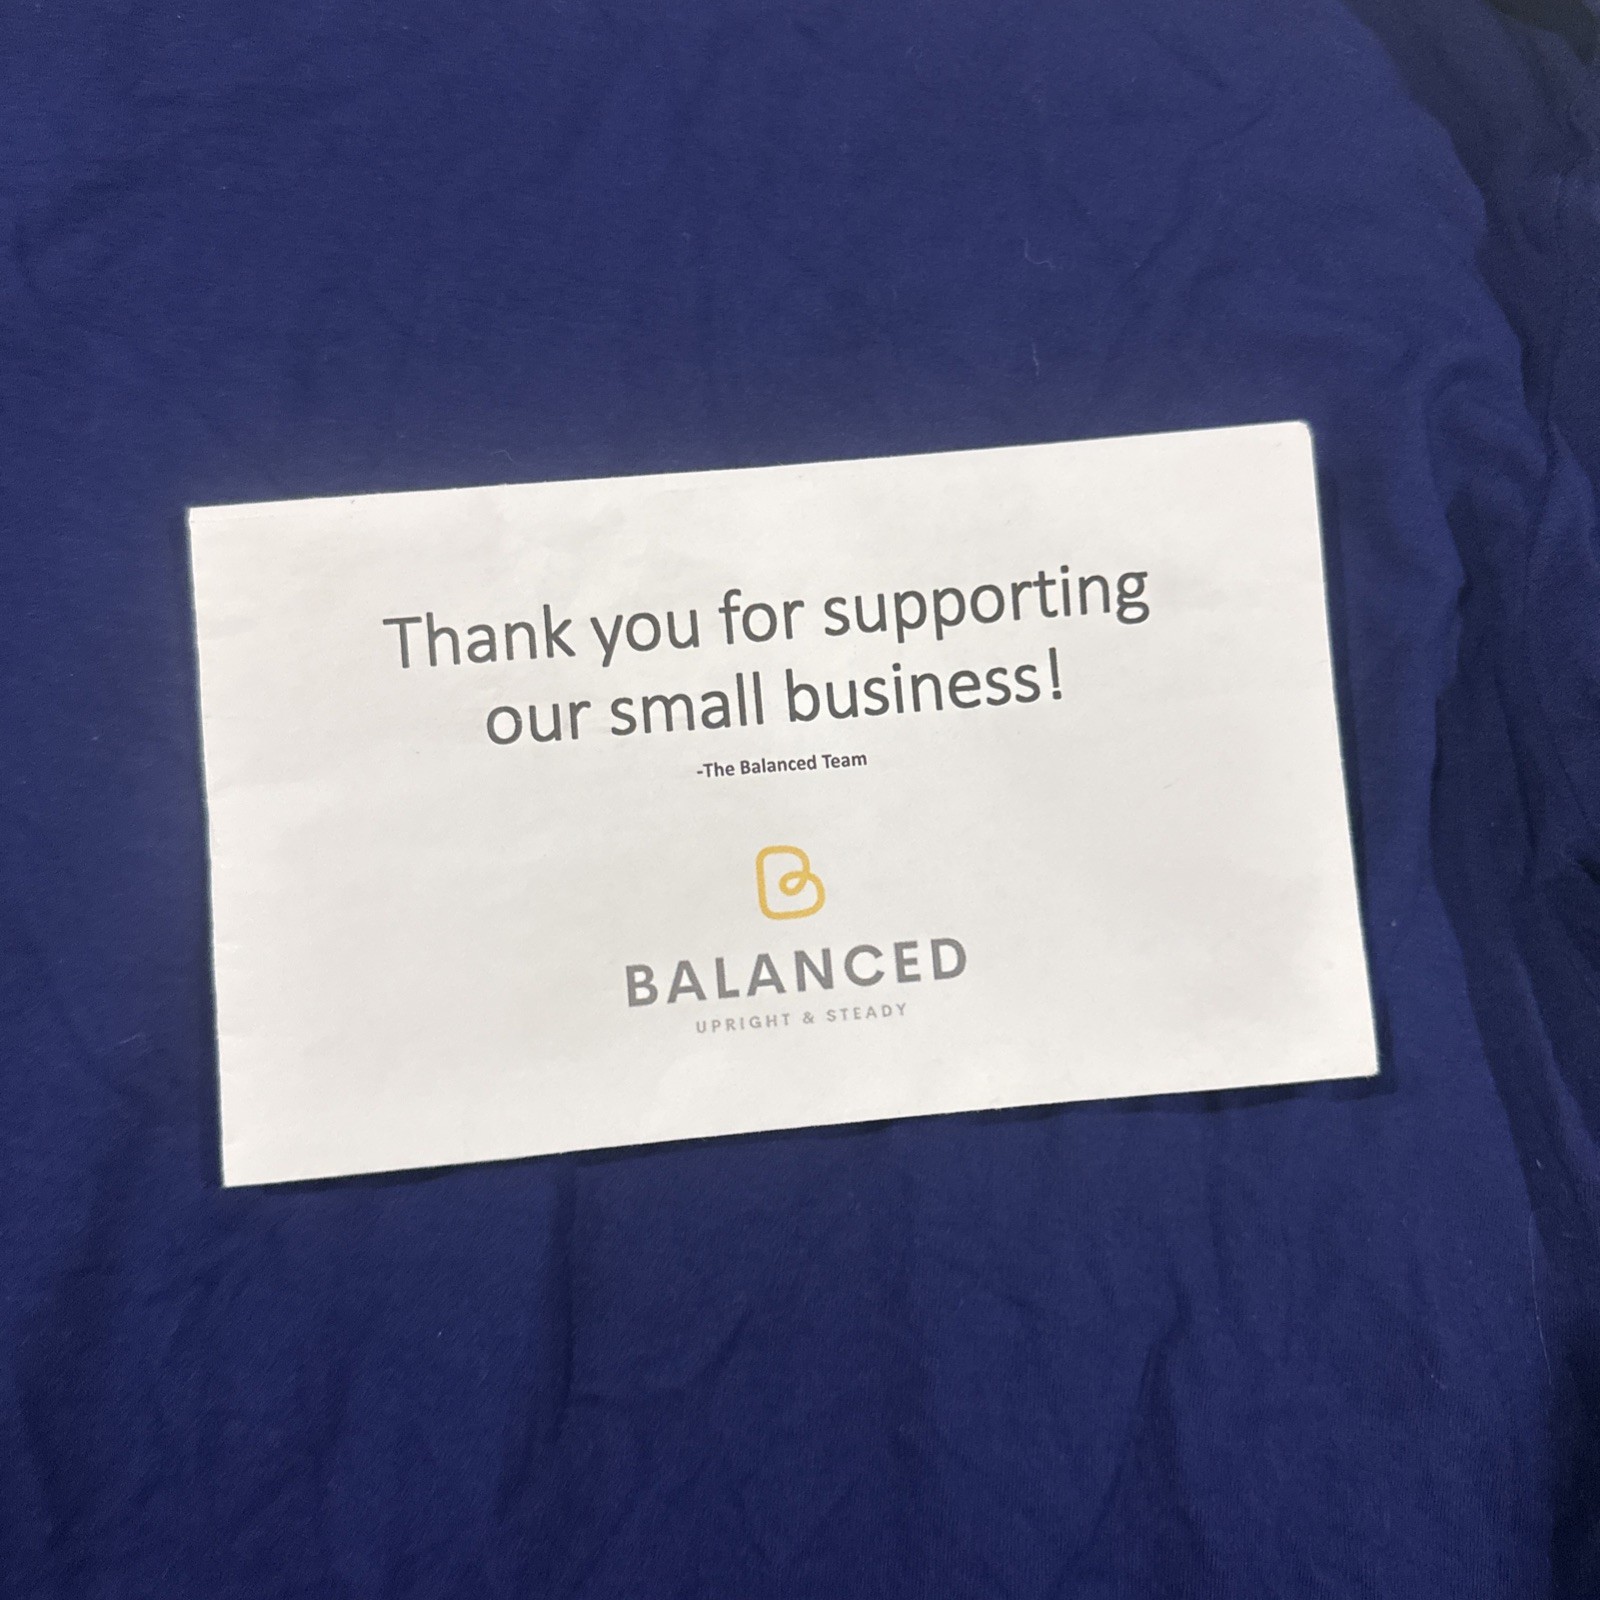 Thank you for supporting
our small business!
-The Balanced Team
BALANCED
UPRIGHT & STEADY